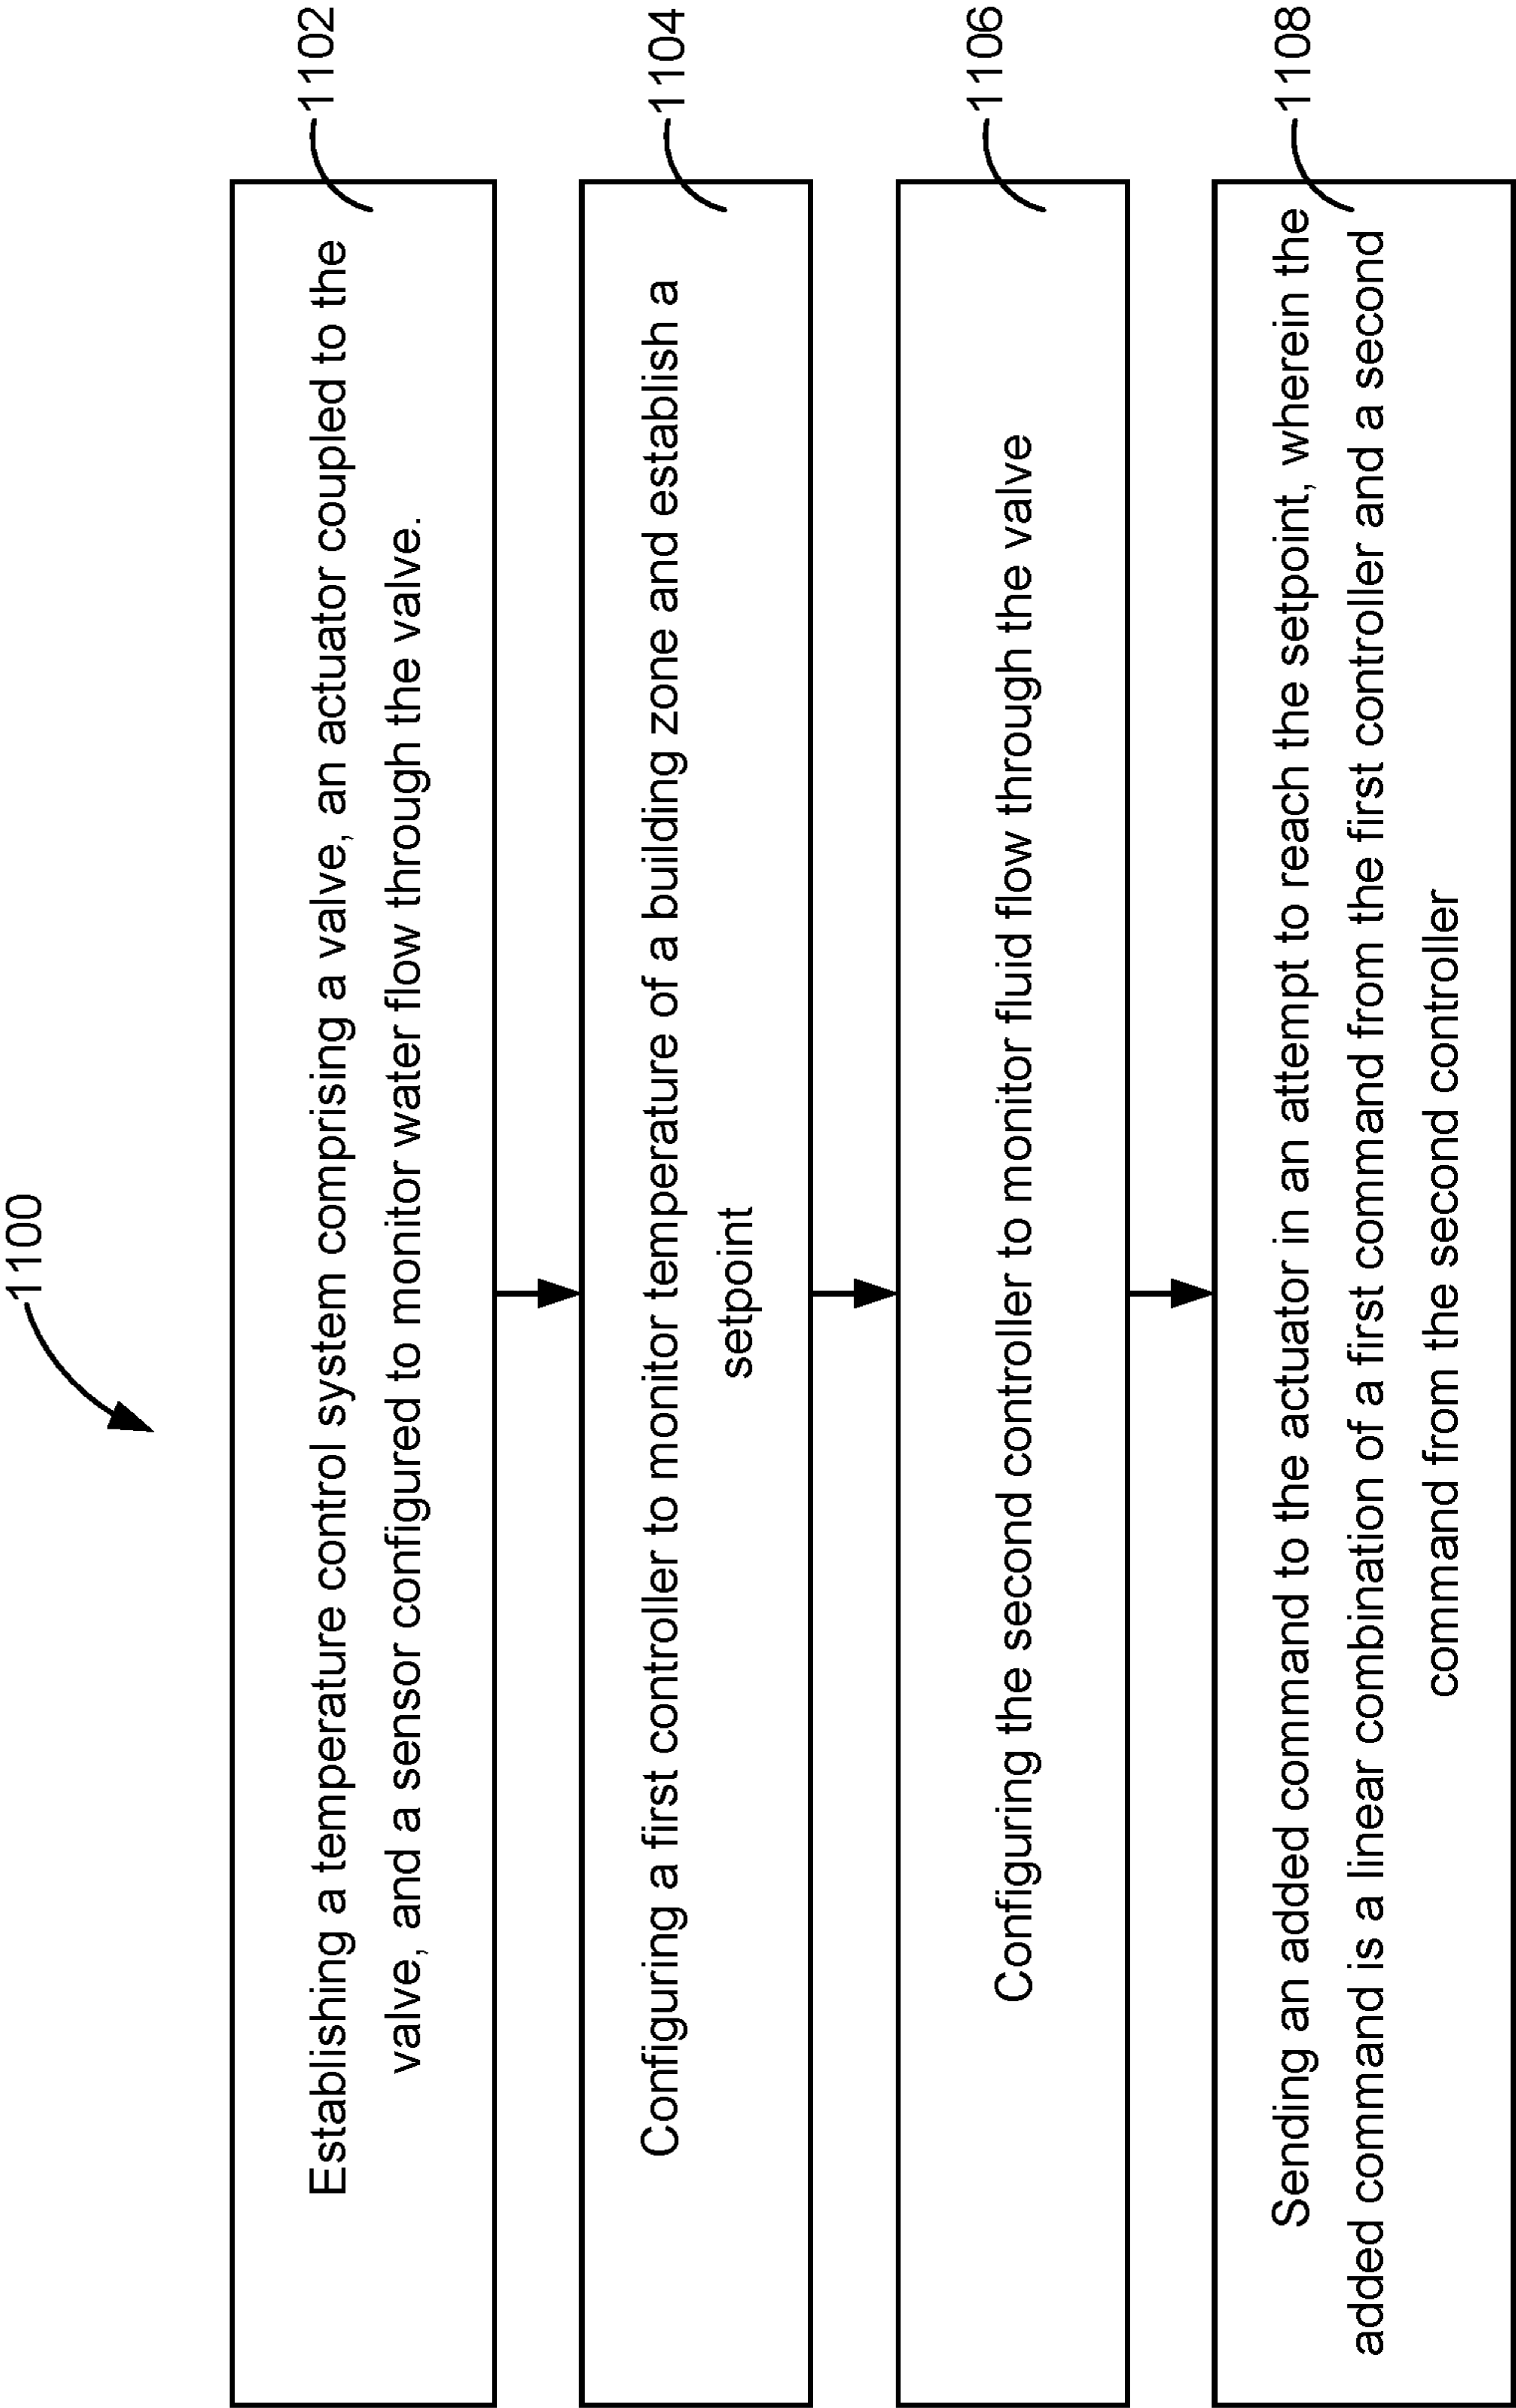 1100
Establishing a temperature control system comprising a valve, an actuator coupled to the
valve, and a sensor configured to monitor water flow through the valve.
1102
Configuring a first controller to monitor temperature of a building zone and establish a
setpoint
1104
Configuring the second controller to monitor fluid flow through the valve
1106
Sending an added command to the actuator in an attempt to reach the setpoint, wherein the
added command is a linear combination of a first command from the first controller and a second
command from the second controller
1108